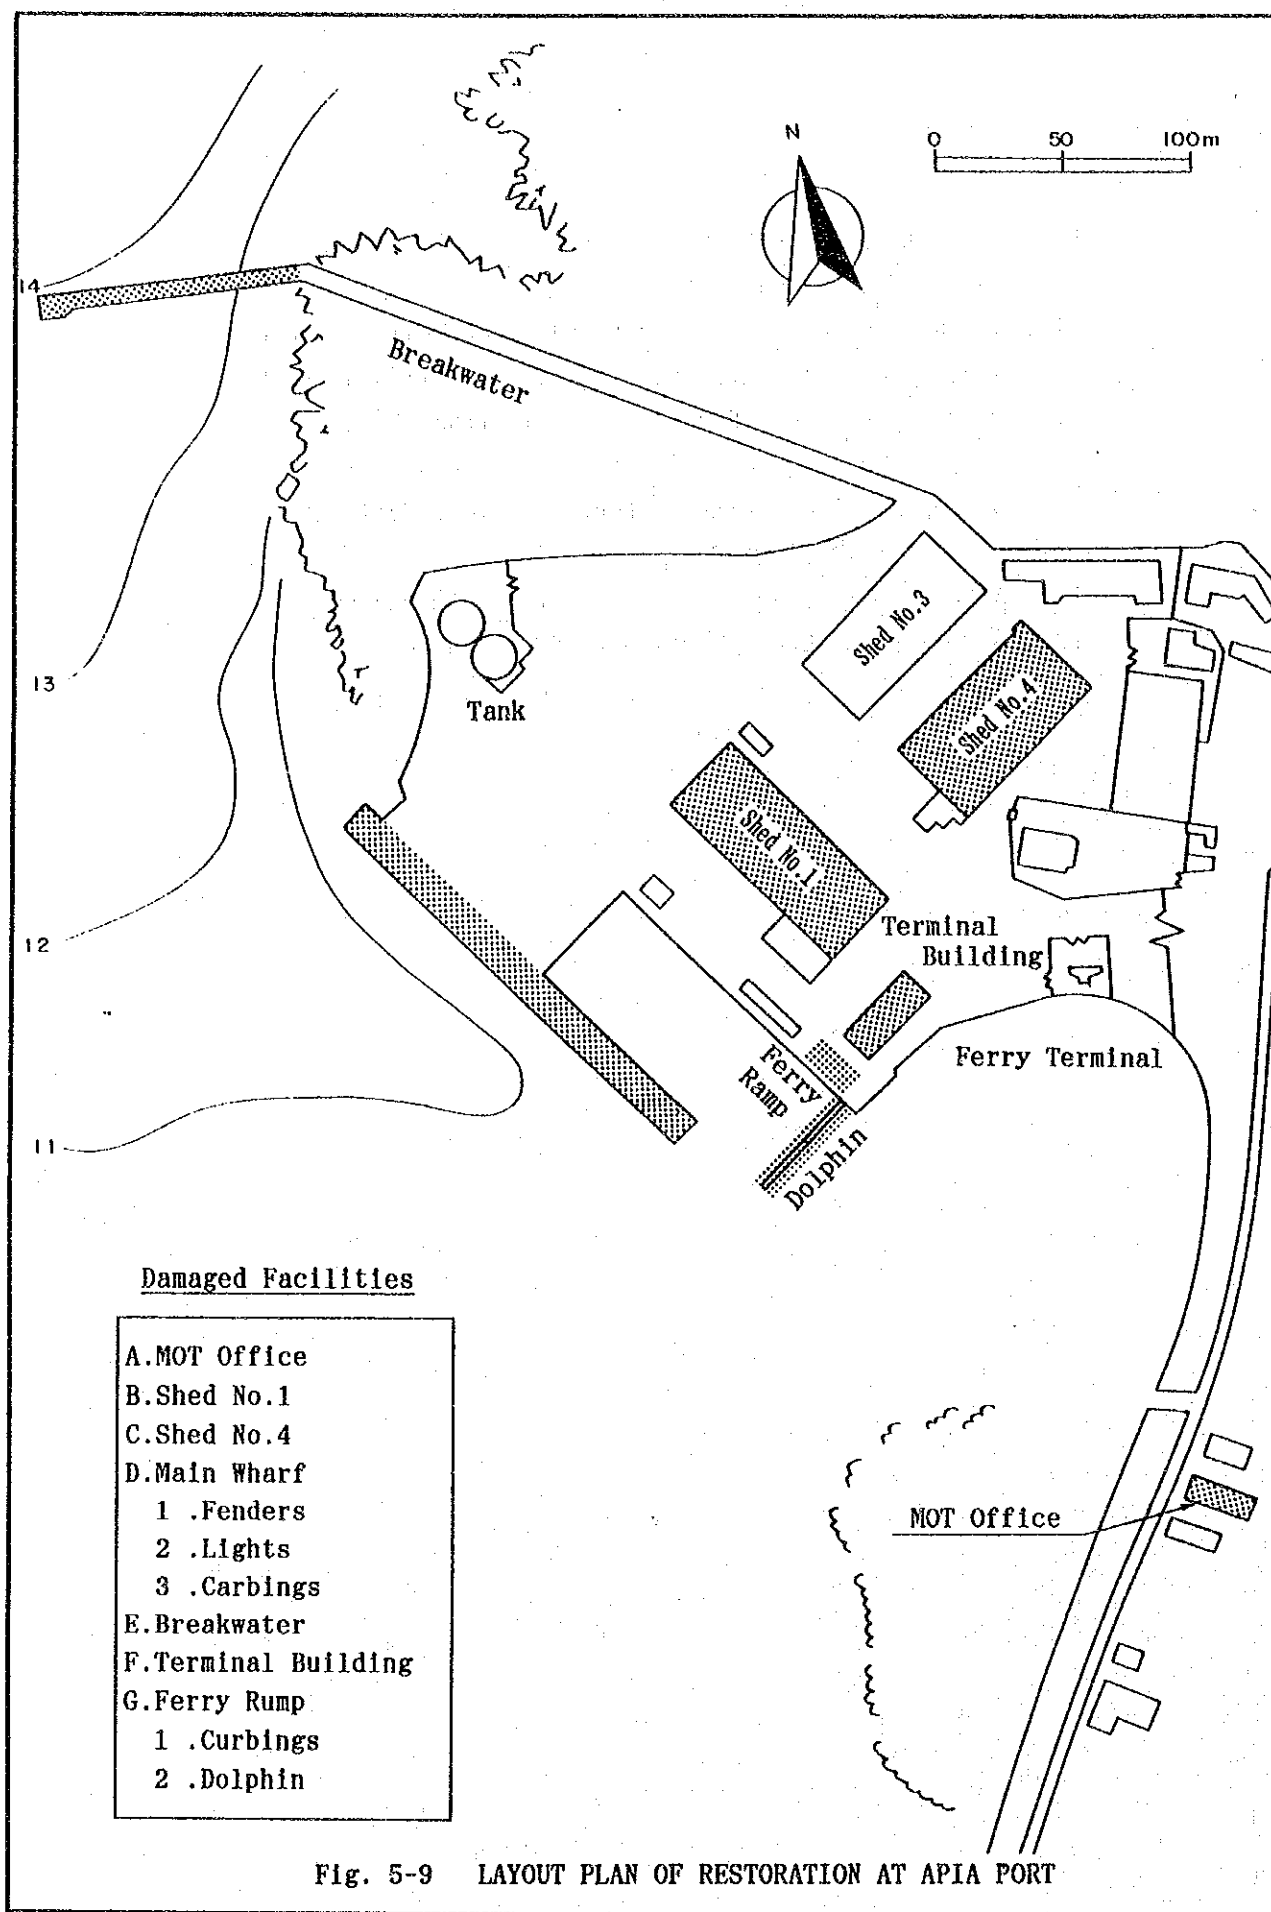 N
0 50 100m
14
Breakwater
Shed No.3
13
Tank
Shed No.4
Shed No.1
12
Terminal
Building
Ferry Terminal
Ferry
Ramp
Dolphin
11
Damaged Facilities
A.MOT Office
B.Shed No.1
C.Shed No.4
D.Main Wharf
1 .Fenders
2 .Lights
3 .Carbings
E.Breakwater
F.Terminal Building
G.Ferry Rump
1 .Curbings
2 .Dolphin
MOT Office
Fig. 5-9 LAYOUT PLAN OF RESTORATION AT APIA PORT